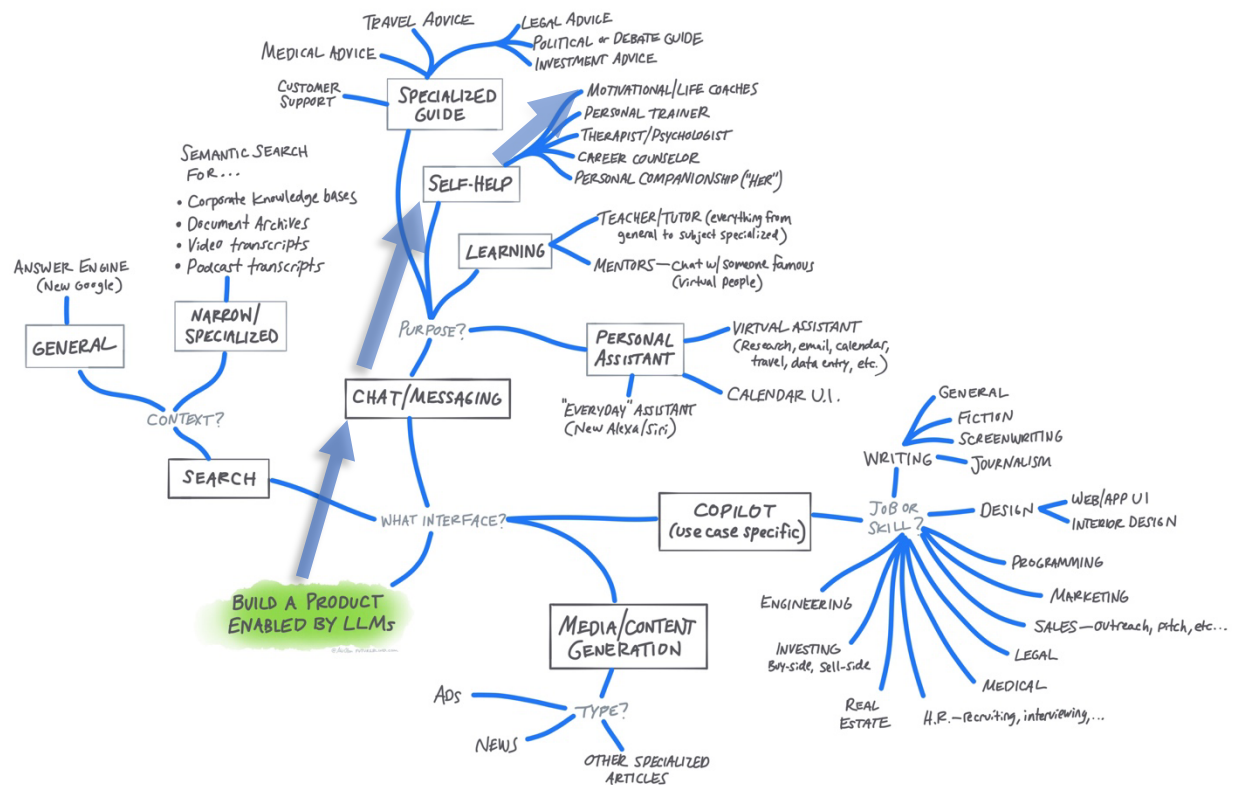 TRAVEL ADVICE
MEDICAL ADVICE
CUSTOMER
SUPPORT
LEGAL ADVICE
POLITICAL OR DEBATE GUIDE
INVESTMENT ADVICE
SPECIALIZED
GUIDE
MOTIVATIONAL/LIFE COACHES
PERSONAL TRAINER
THERAPIST/PSYCHOLOGIST
CAREER COUNSELOR
PERSONAL COMPANIONSHIP ("HER")
SELF-HELP
SEMANTIC SEARCH
FOR...
• Corporate Knowledge bases
• Document Archives
• Video transcripts
• Podcast transcripts
TEACHER/TUTOR (everything from
general to subject specialized)
LEARNING
MENTORS—Chat w/ someone famous
(Virtual People)
ANSWER ENGINE
(New Google)
GENERAL
NARROW/
SPECIALIZED
CONTEXT?
SEARCH
PURPOSE?
PERSONAL
ASSISTANT
VIRTUAL ASSISTANT
(Research, email, calendar,
travel, data entry, etc.)
CALENDAR U.I.
"EVERYDAY" ASSISTANT
(New Alexa/Siri)
CHAT/MESSAGING
WHAT INTERFACE?
BUILD A PRODUCT
ENABLED BY LLMs
COPILOT
(use case specific)
JOB OR
SKILL?
WRITING
GENERAL
FICTION
SCREENWRITING
JOURNALISM
DESIGN
WEB/APP UI
INTERIOR DESIGN
PROGRAMMING
MARKETING
SALES—outreach, pitch, etc...
LEGAL
MEDICAL
H.R.—recruiting, interviewing,...
REAL
ESTATE
INVESTING
Buy-side, sell-side
ENGINEERING
MEDIA/CONTENT
GENERATION
TYPE?
ADS
NEWS
OTHER SPECIALIZED
ARTICLES